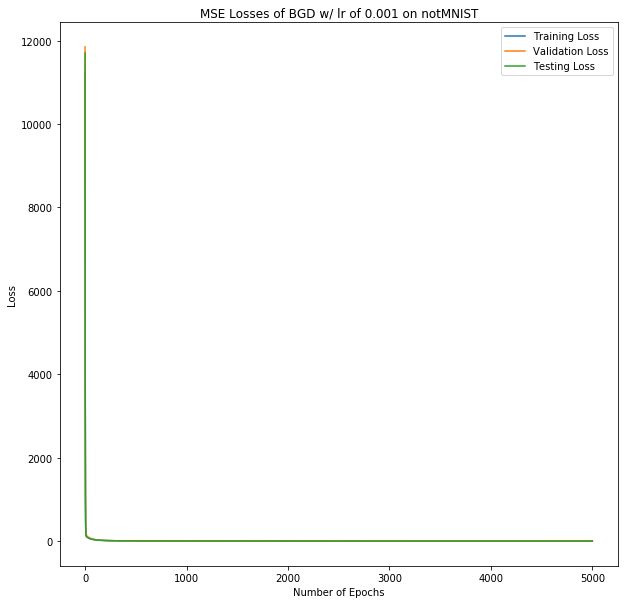 MSE Losses of BGD w/ lr of 0.001 on notMNIST
Training Loss
Validation Loss
Testing Loss
12000
10000
8000
6000
4000
2000
0
Loss
0 1000 2000 3000 4000 5000
Number of Epochs